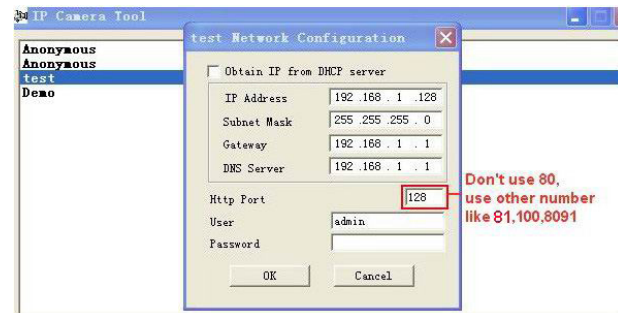 IP Camera Tool
Anonymous
Anonymous
test
Demo
test Network Configuration
Obtain IP from DHCP server
IP Address 192 .168 . 1 .128
Subnet Mask 255 .255 .255 . 0
Gateway 192 .168 . 1 . 1
DNS Server 192 .168 . 1 . 1
Http Port 128
User admin
Password
OK Cancel
Don't use 80,
use other number
like 81,100,8091